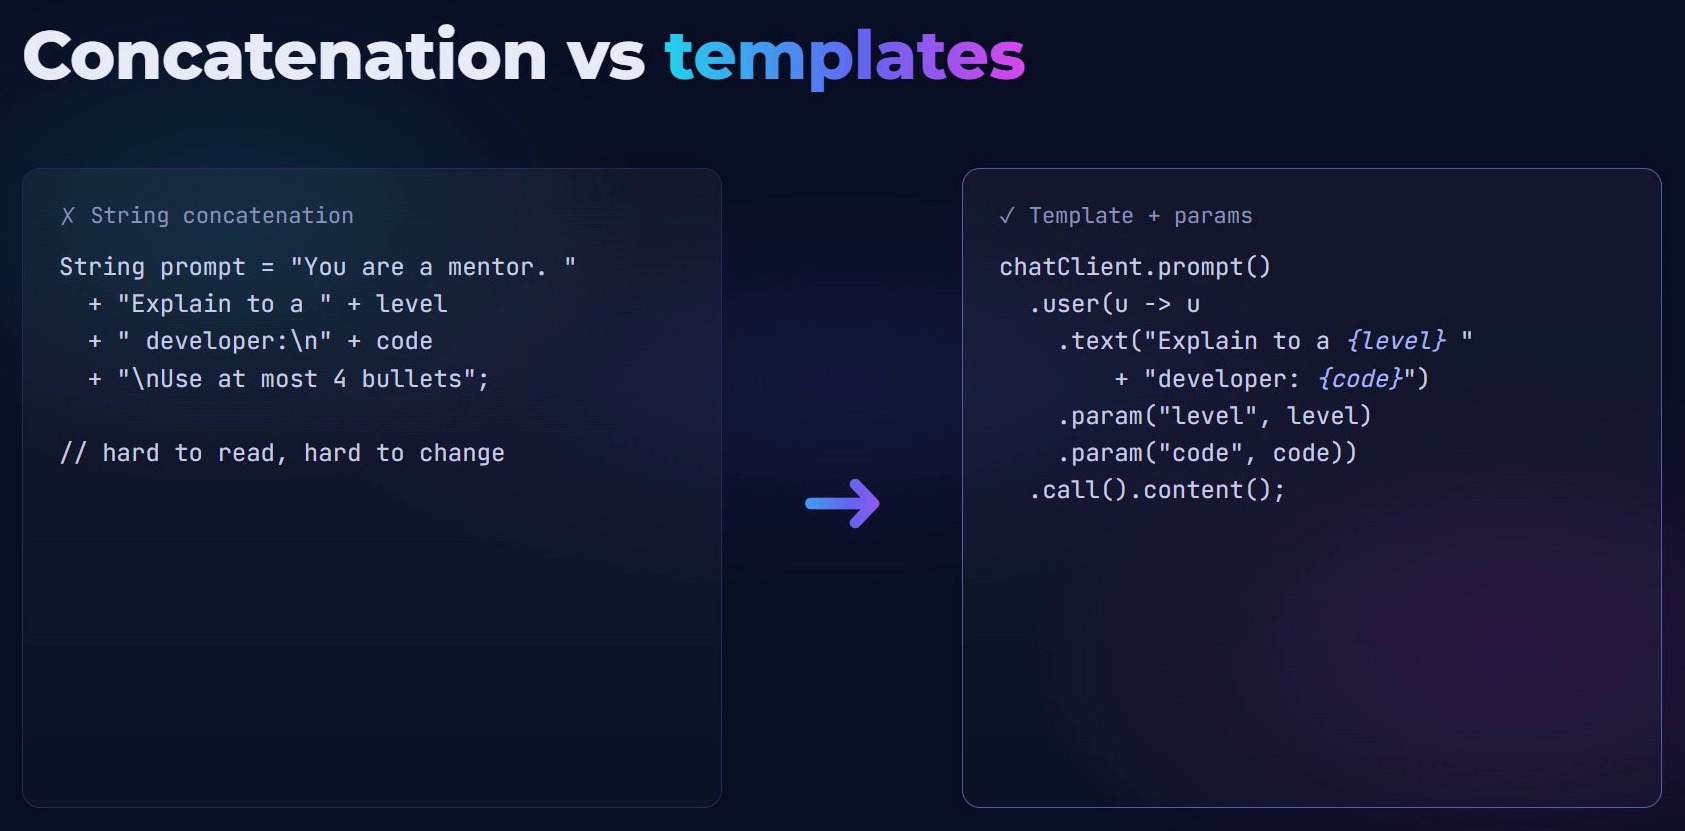 Concatenation vs templates
✗ String concatenation
String prompt = "You are a mentor. "
  + "Explain to a " + level
  + " developer:\n" + code
  + "\nUse at most 4 bullets";
// hard to read, hard to change
✓ Template + params
chatClient.prompt()
  .user(u -> u
    .text("Explain to a {level} "
        + "developer: {code}")
    .param("level", level)
    .param("code", code))
  .call().content();